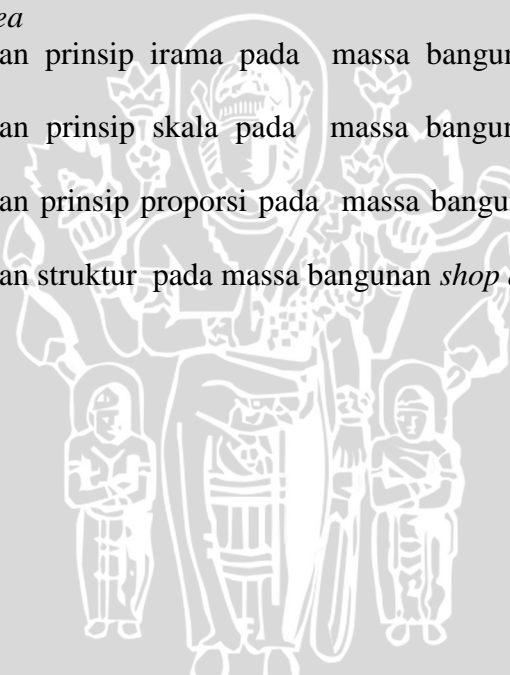 ea
an prinsip irama pada massa bangun
an prinsip skala pada massa bangun
an prinsip proporsi pada massa bangu
an struktur pada massa bangunan shop